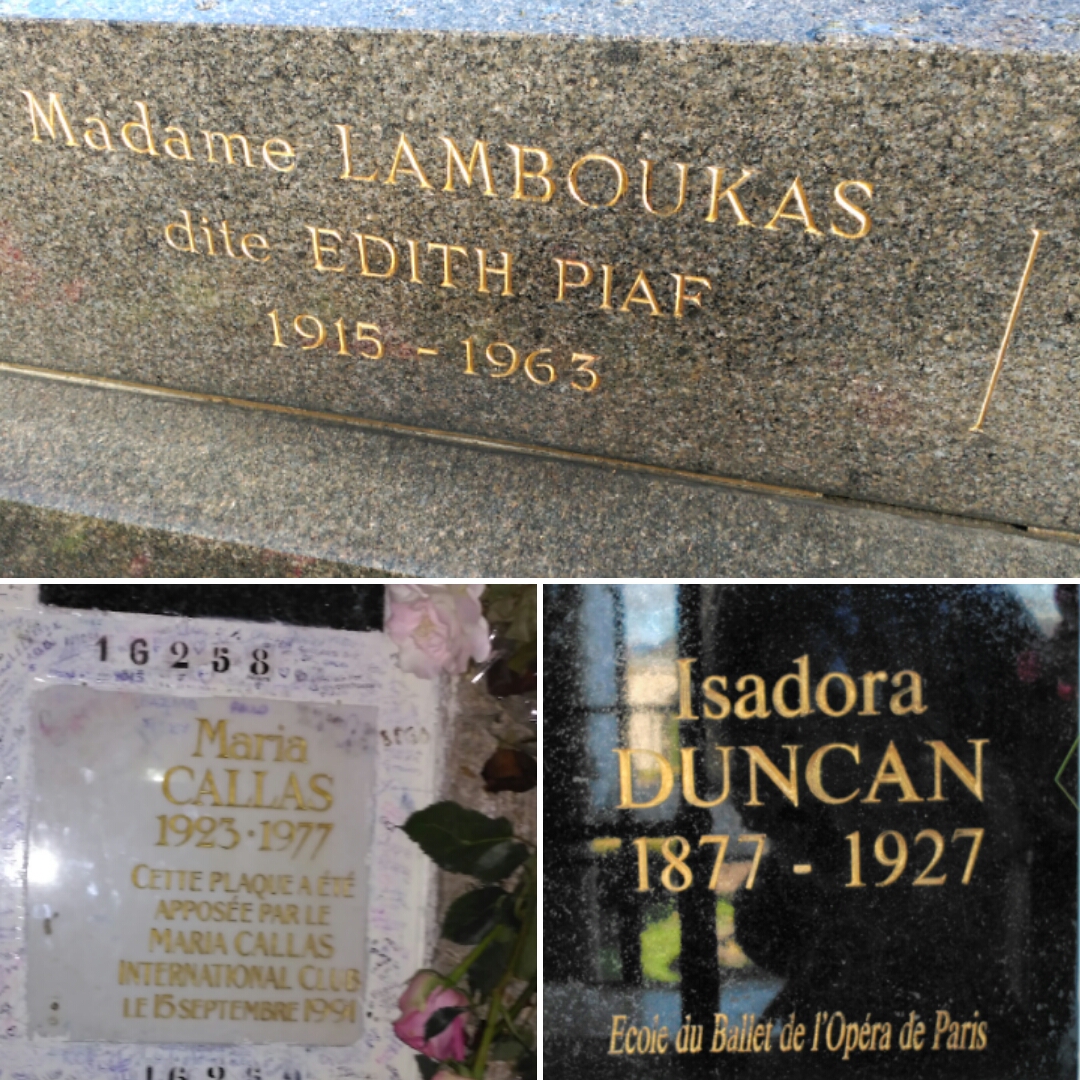 Madame LAMBOUKAS
dite EDITH PIAF
1915 - 1963
16258
Maria
CALLAS
1923·1977
CETTE PLAQUE A ÉTÉ
APPOSÉE PAR LE
MARIA CALLAS
INTERNATIONAL CLUB
LE 15 SEPTEMBRE 1991
Isadora
DUNCAN
1877 - 1927
Ecole du Ballet de l'Opéra de Paris